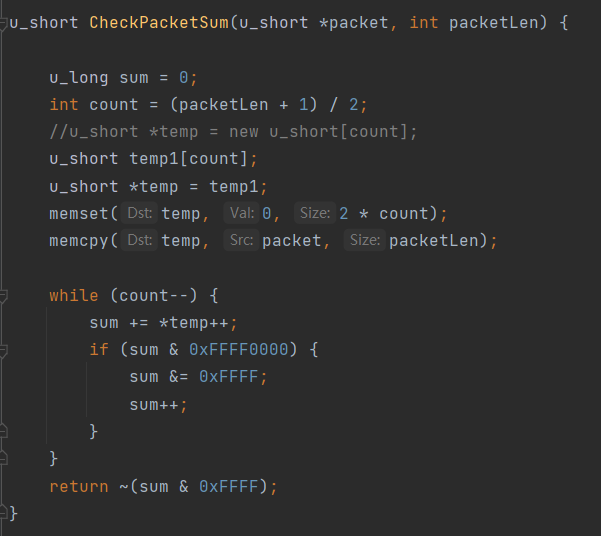 u_short CheckPacketSum(u_short *packet, int packetLen) {
u_long sum = 0;
int count = (packetLen + 1) / 2;
//u_short *temp = new u_short[count];
u_short temp1[count];
u_short *temp = temp1;
memset( Dst: temp, Val: 0, Size: 2 * count);
memcpy( Dst: temp, Src: packet, Size: packetLen);
while (count--) {
sum += *temp++;
if (sum & 0xFFFF0000) {
sum &= 0xFFFF;
sum++;
}
}
return ~(sum & 0xFFFF);
}